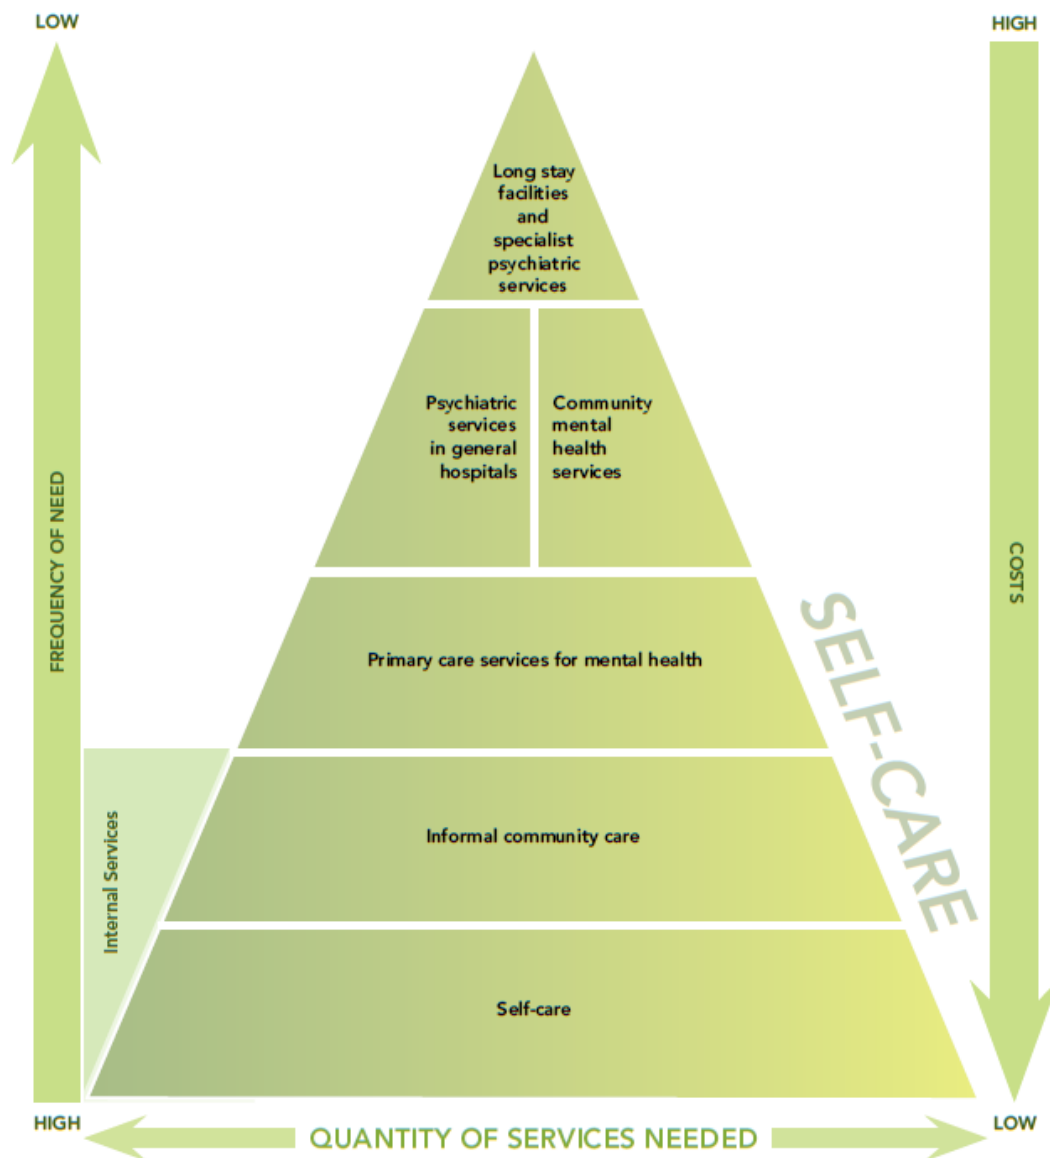 LOW
HIGH
Long stay
facilities
and
specialist
psychiatric
services
Psychiatric
services
in general
hospitals
Community
mental
health
services
FREQUENCY OF NEED
COSTS
Primary care services for mental health
SELF-CARE
Internal Services
Informal community care
Self-care
HIGH
LOW
QUANTITY OF SERVICES NEEDED